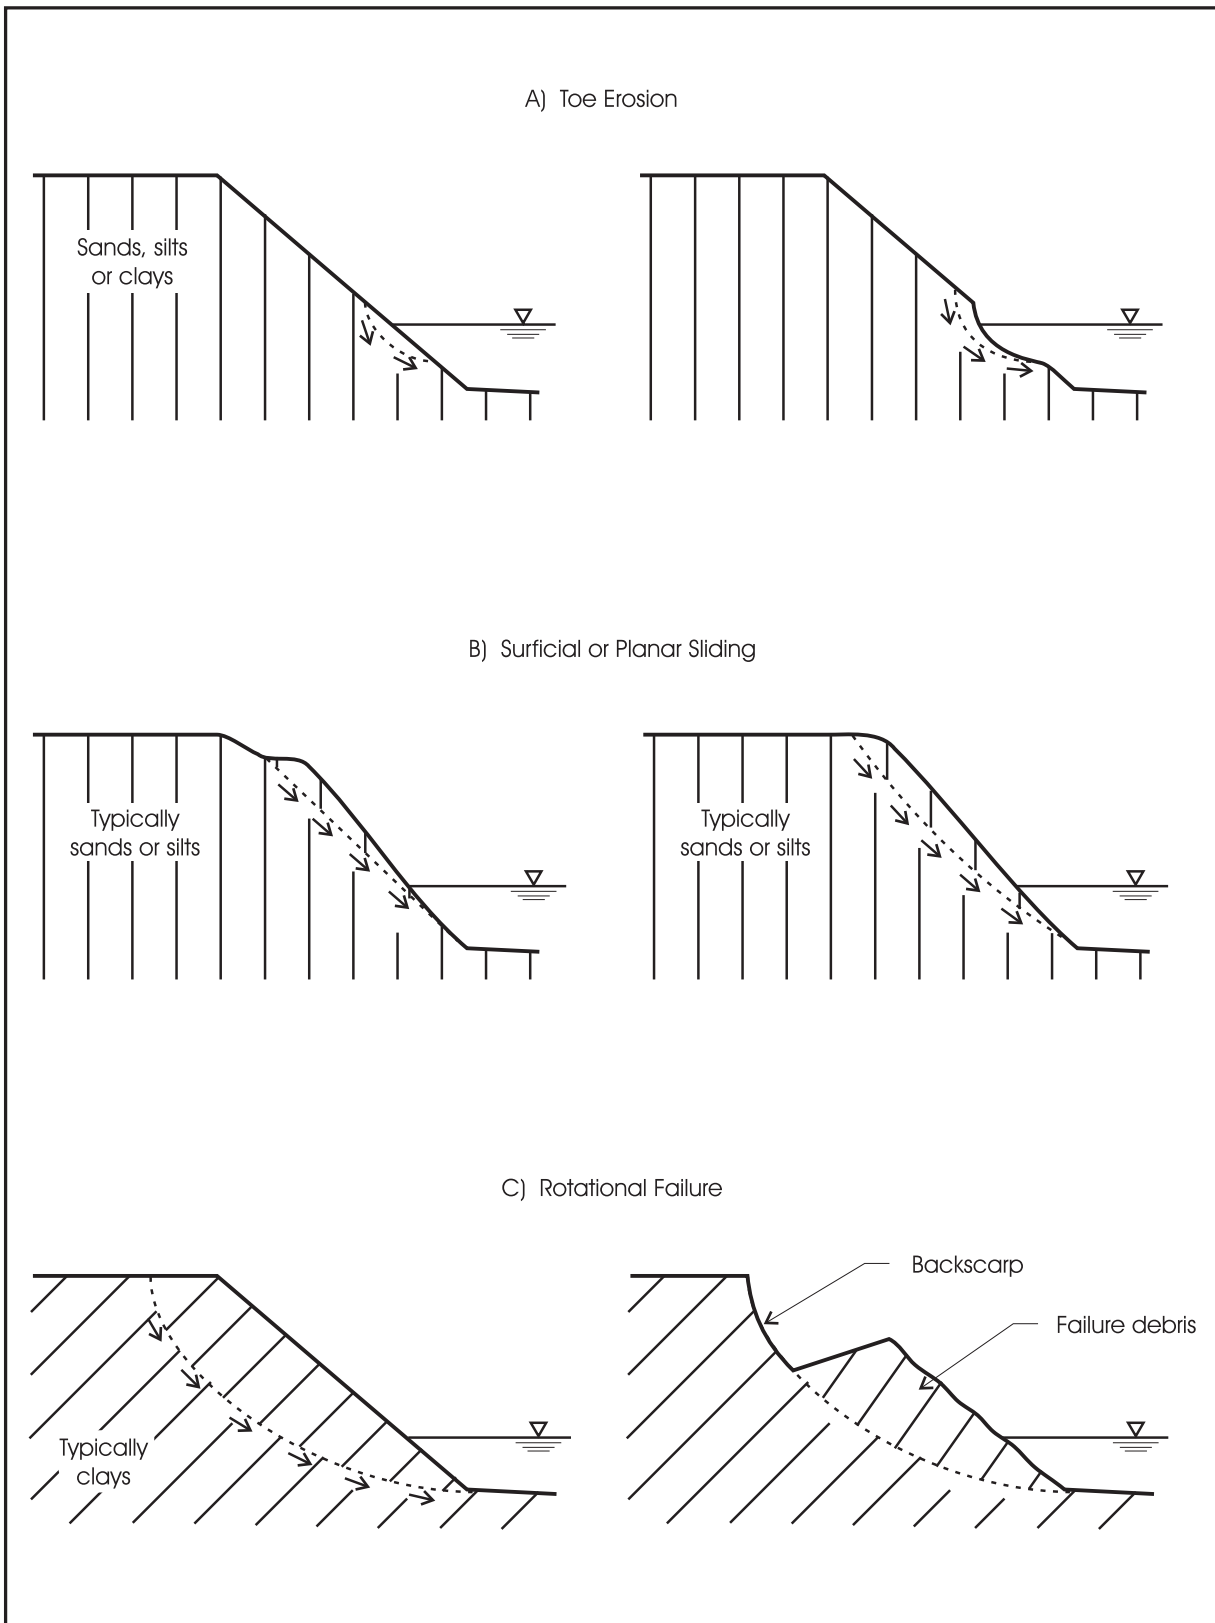 A) Toe Erosion
Sands, silts
or clays
B) Surficial or Planar Sliding
Typically
sands or silts
Typically
sands or silts
C) Rotational Failure
Backscarp
Failure debris
Typically
clays